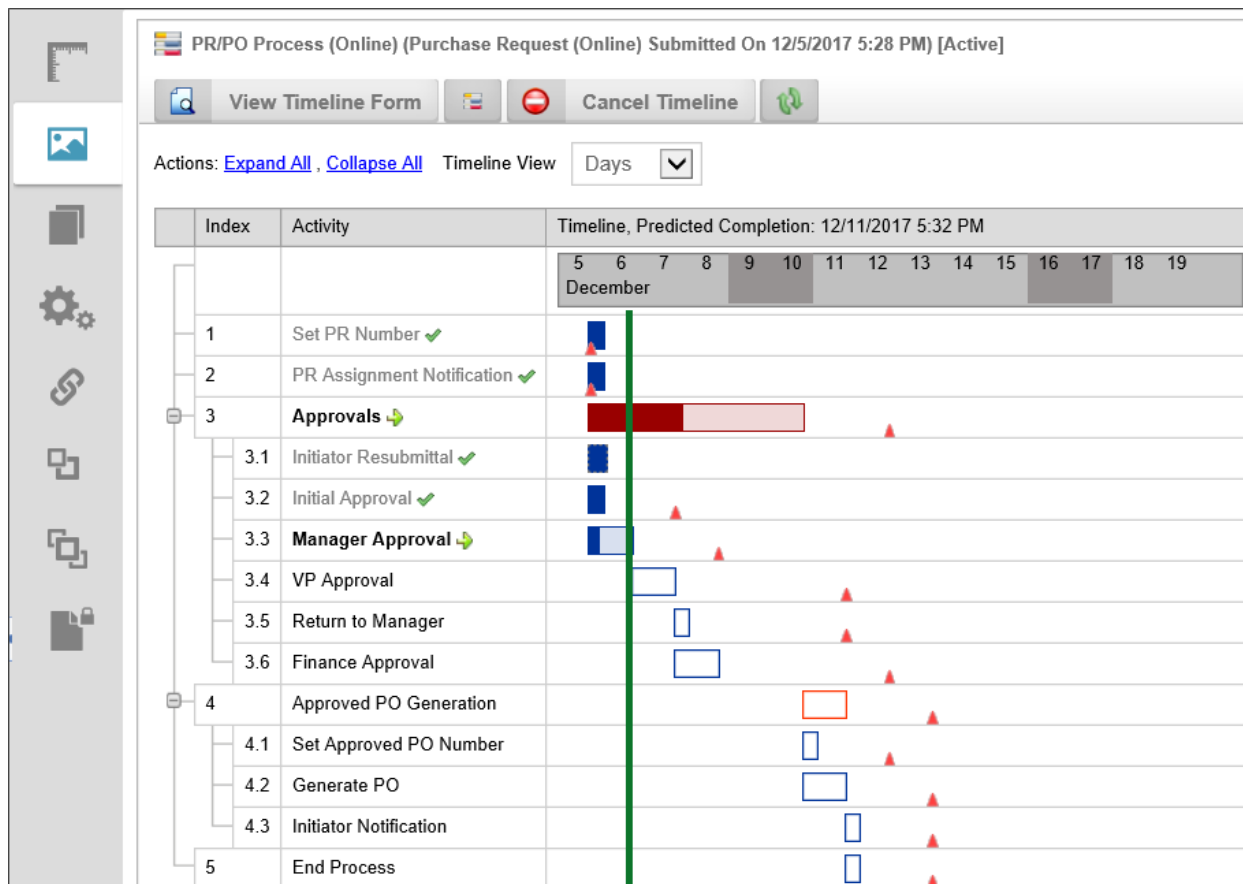 PR/PO Process (Online) (Purchase Request (Online) Submitted On 12/5/2017 5:28 PM) [Active]
View Timeline Form Cancel Timeline
Actions: Expand All , Collapse All Timeline View Days
Index Activity Timeline, Predicted Completion: 12/11/2017 5:32 PM
5 6 7 8 9 10 11 12 13 14 15 16 17 18 19
December
1 Set PR Number
2 PR Assignment Notification
3 Approvals
3.1 Initiator Resubmittal
3.2 Initial Approval
3.3 Manager Approval
3.4 VP Approval
3.5 Return to Manager
3.6 Finance Approval
4 Approved PO Generation
4.1 Set Approved PO Number
4.2 Generate PO
4.3 Initiator Notification
5 End Process